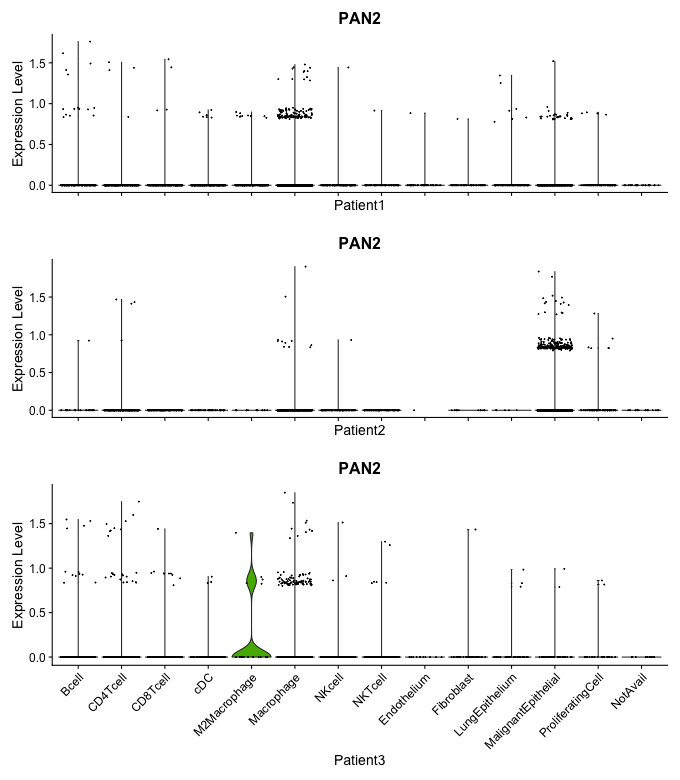 PAN2
Expression Level
1.5
1.0
0.5
0.0
Patient1
PAN2
Expression Level
1.5
1.0
0.5
0.0
Patient2
PAN2
Expression Level
1.5
1.0
0.5
0.0
Bcell
CD4Tcell
CD8Tcell
cDC
M2Macrophage
Macrophage
NKcell
NKTcell
Endothelium
Fibroblast
LungEpithelium
MalignantEpithelial
ProliferatingCell
NotAvail
Patient3